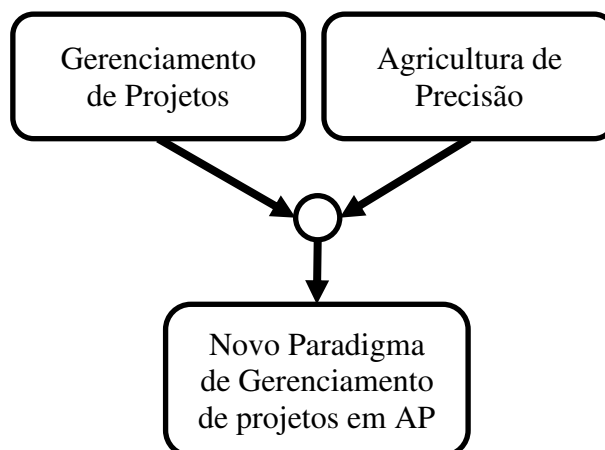 Gerenciamento
de Projetos
Agricultura de
Precisão
Novo Paradigma
de Gerenciamento
de projetos em AP